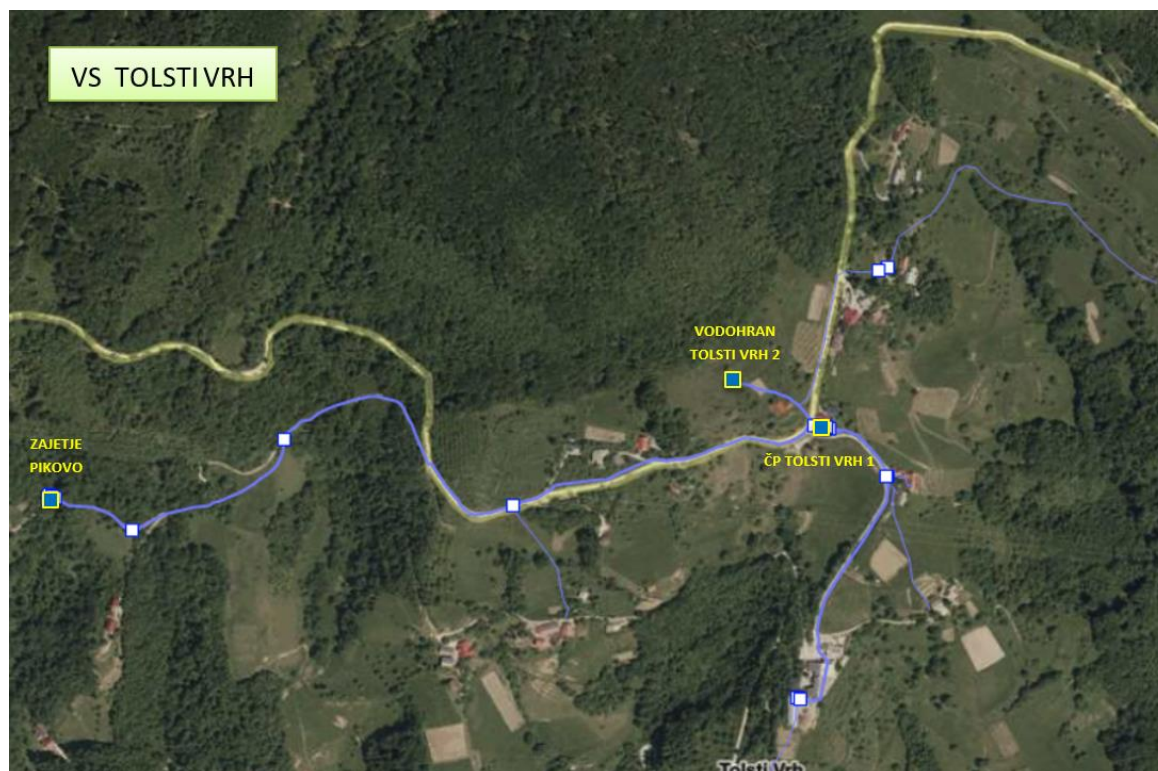 VS TOLSTI VRH
VODOHRAN
TOLSTI VRH 2
ZAJETJE
PIKOVO
ČP TOLSTI VRH 1
Tolsti Vrh